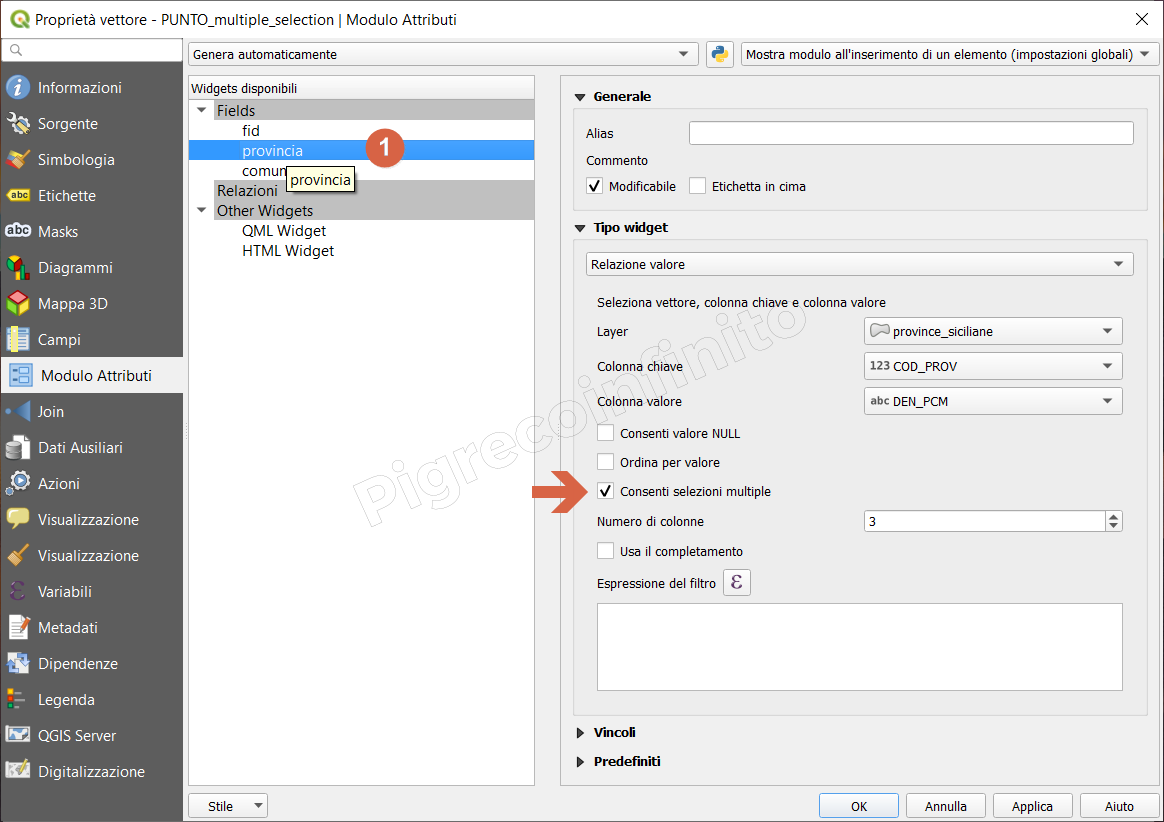 Proprietà vettore - PUNTO_multiple_selection | Modulo Attributi
Genera automaticamente
Mostra modulo all'inserimento di un elemento (impostazioni globali)
Informazioni
Sorgente
Simbologia
abc Etichette
abc Masks
Diagrammi
Mappa 3D
Campi
Modulo Attributi
Join
Dati Ausiliari
Azioni
Visualizzazione
Visualizzazione
Variabili
Metadati
Dipendenze
Legenda
QGIS Server
Digitalizzazione
Widgets disponibili
Fields
fid
provincia
1
comun
provincia
Relazioni
Other Widgets
QML Widget
HTML Widget
Generale
Alias
Commento
Modificabile
Etichetta in cima
Tipo widget
Relazione valore
Seleziona vettore, colonna chiave e colonna valore
Layer
province_siciliane
Colonna chiave
123 COD_PROV
Colonna valore
abc DEN_PCM
Consenti valore NULL
Ordina per valore
Consenti selezioni multiple
Numero di colonne
3
Usa il completamento
Espressione del filtro
ε
Pigrecoinfinito
Vincoli
Predefiniti
Stile
OK
Annulla
Applica
Aiuto